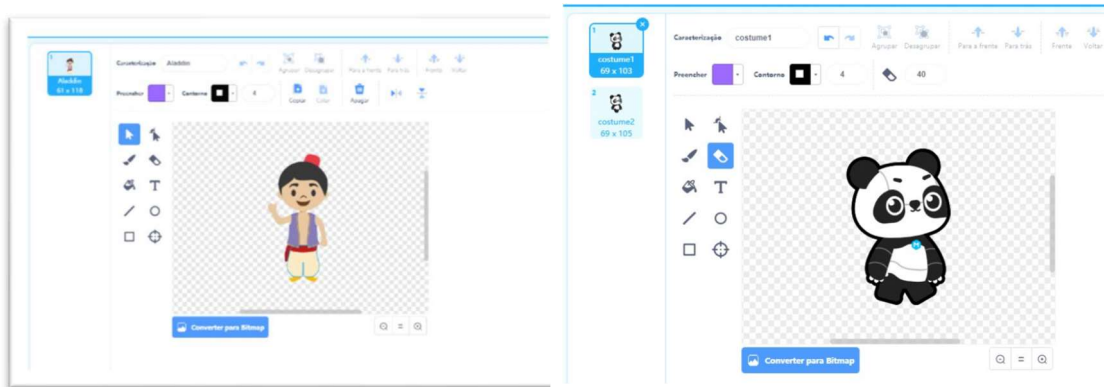 1
Aladdin
61 x 118
Caracterização Aladdin
Agrupar Desagrupar Para a frente Para trás Frente Voltar
Preencher Contorno 4 Copiar Colar Apagar
T
Converter para Bitmap
1
costume1
69 x 103
2
costume2
69 x 105
Caracterização costume1
Agrupar Desagrupar Para a frente Para trás Frente Voltar
Preencher Contorno 4 40
T
Converter para Bitmap